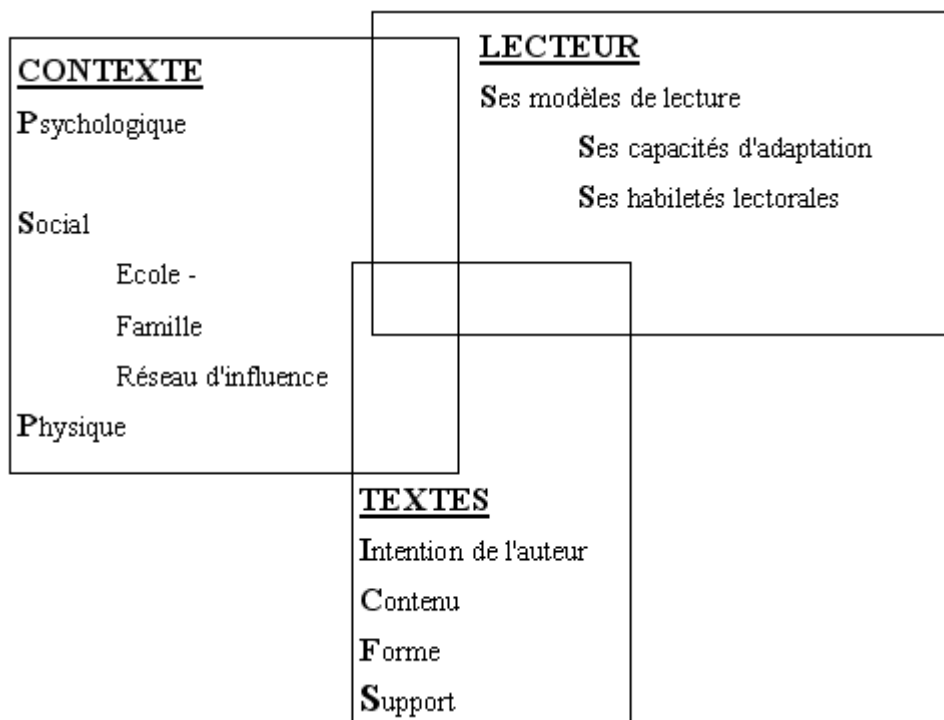 CONTEXTE
Psychologique
Social
Ecole -
Famille
Réseau d'influence
Physique
LECTEUR
Ses modèles de lecture
Ses capacités d'adaptation
Ses habiletés lectorales
TEXTES
Intention de l'auteur
Contenu
Forme
Support